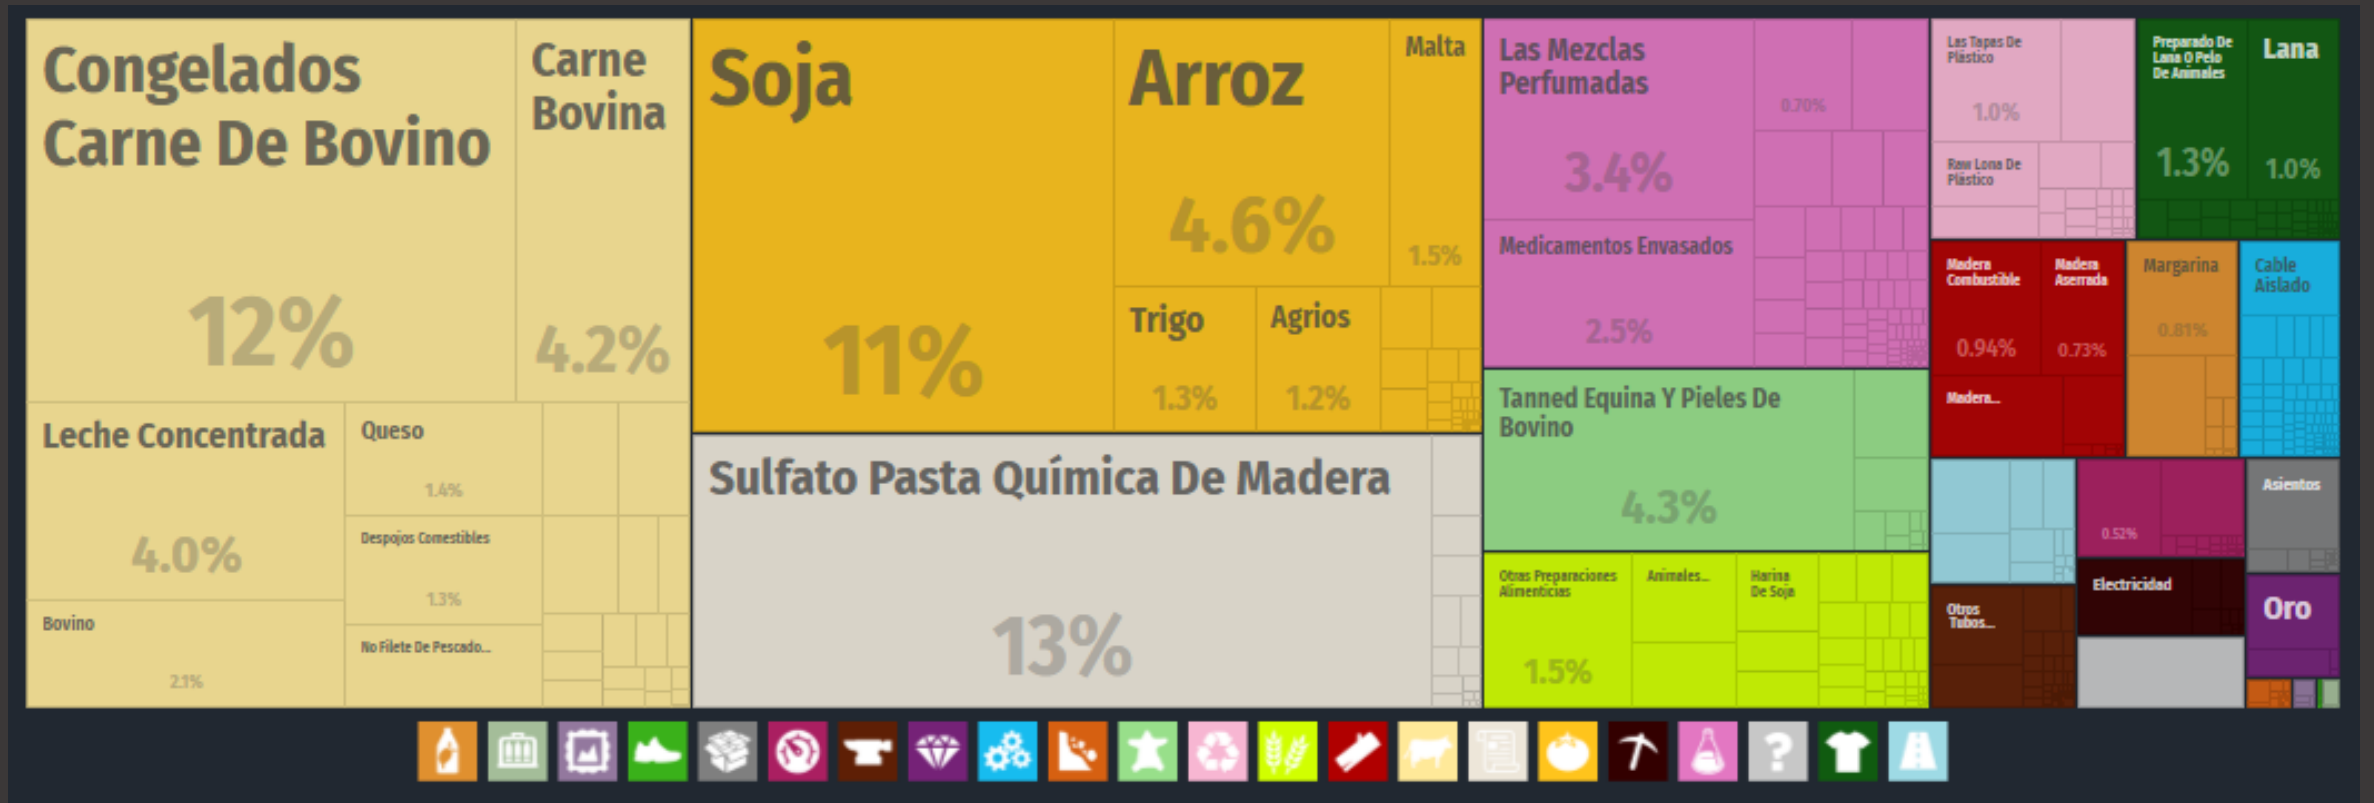 Congelados
Carne De Bovino
12%
Carne
Bovina
4.2%
Leche Concentrada
4.0%
Bovino
2.1%
Queso
1.4%
Despojos Comestibles
1.3%
No Filete De Pescado...
Soja
11%
Arroz
4.6%
Malta
1.5%
Trigo
1.3%
Agrios
1.2%
Sulfato Pasta Química De Madera
13%
Las Mezclas
Perfumadas
3.4%
0.70%
Medicamentos Envasados
2.5%
Tanned Equina Y Pieles De
Bovino
4.3%
Otras Preparaciones
Alimenticias
1.5%
Animales...
Harina
De Soja
Las Tapas De
Plástico
1.0%
Raw Lona De
Plástico
Preparado De
Lana O Pelo
De Animales
1.3%
Lana
1.0%
Madera
Combustible
0.94%
Madera
Aserrada
0.73%
Madera...
Margarina
0.81%
Cable
Aislado
Otros
Tubos...
0.52%
Electricidad
Asientos
Oro
?